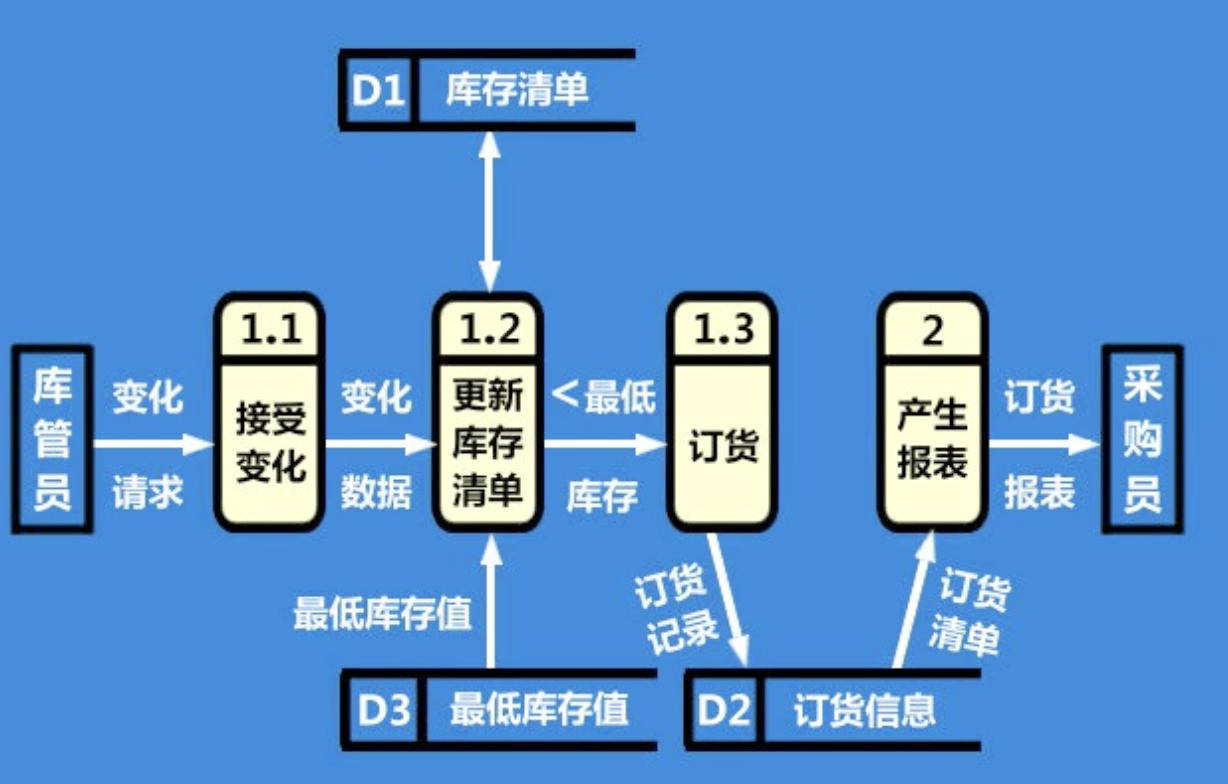 D1 库存清单
1.1
1.2
1.3
2
库管员
变化
请求
接受
变化
变化
数据
更新
库存
清单
<最低
库存
订货
产生
报表
订货
报表
采购员
最低库存值
订货
记录
订货
清单
D3 最低库存值
D2 订货信息